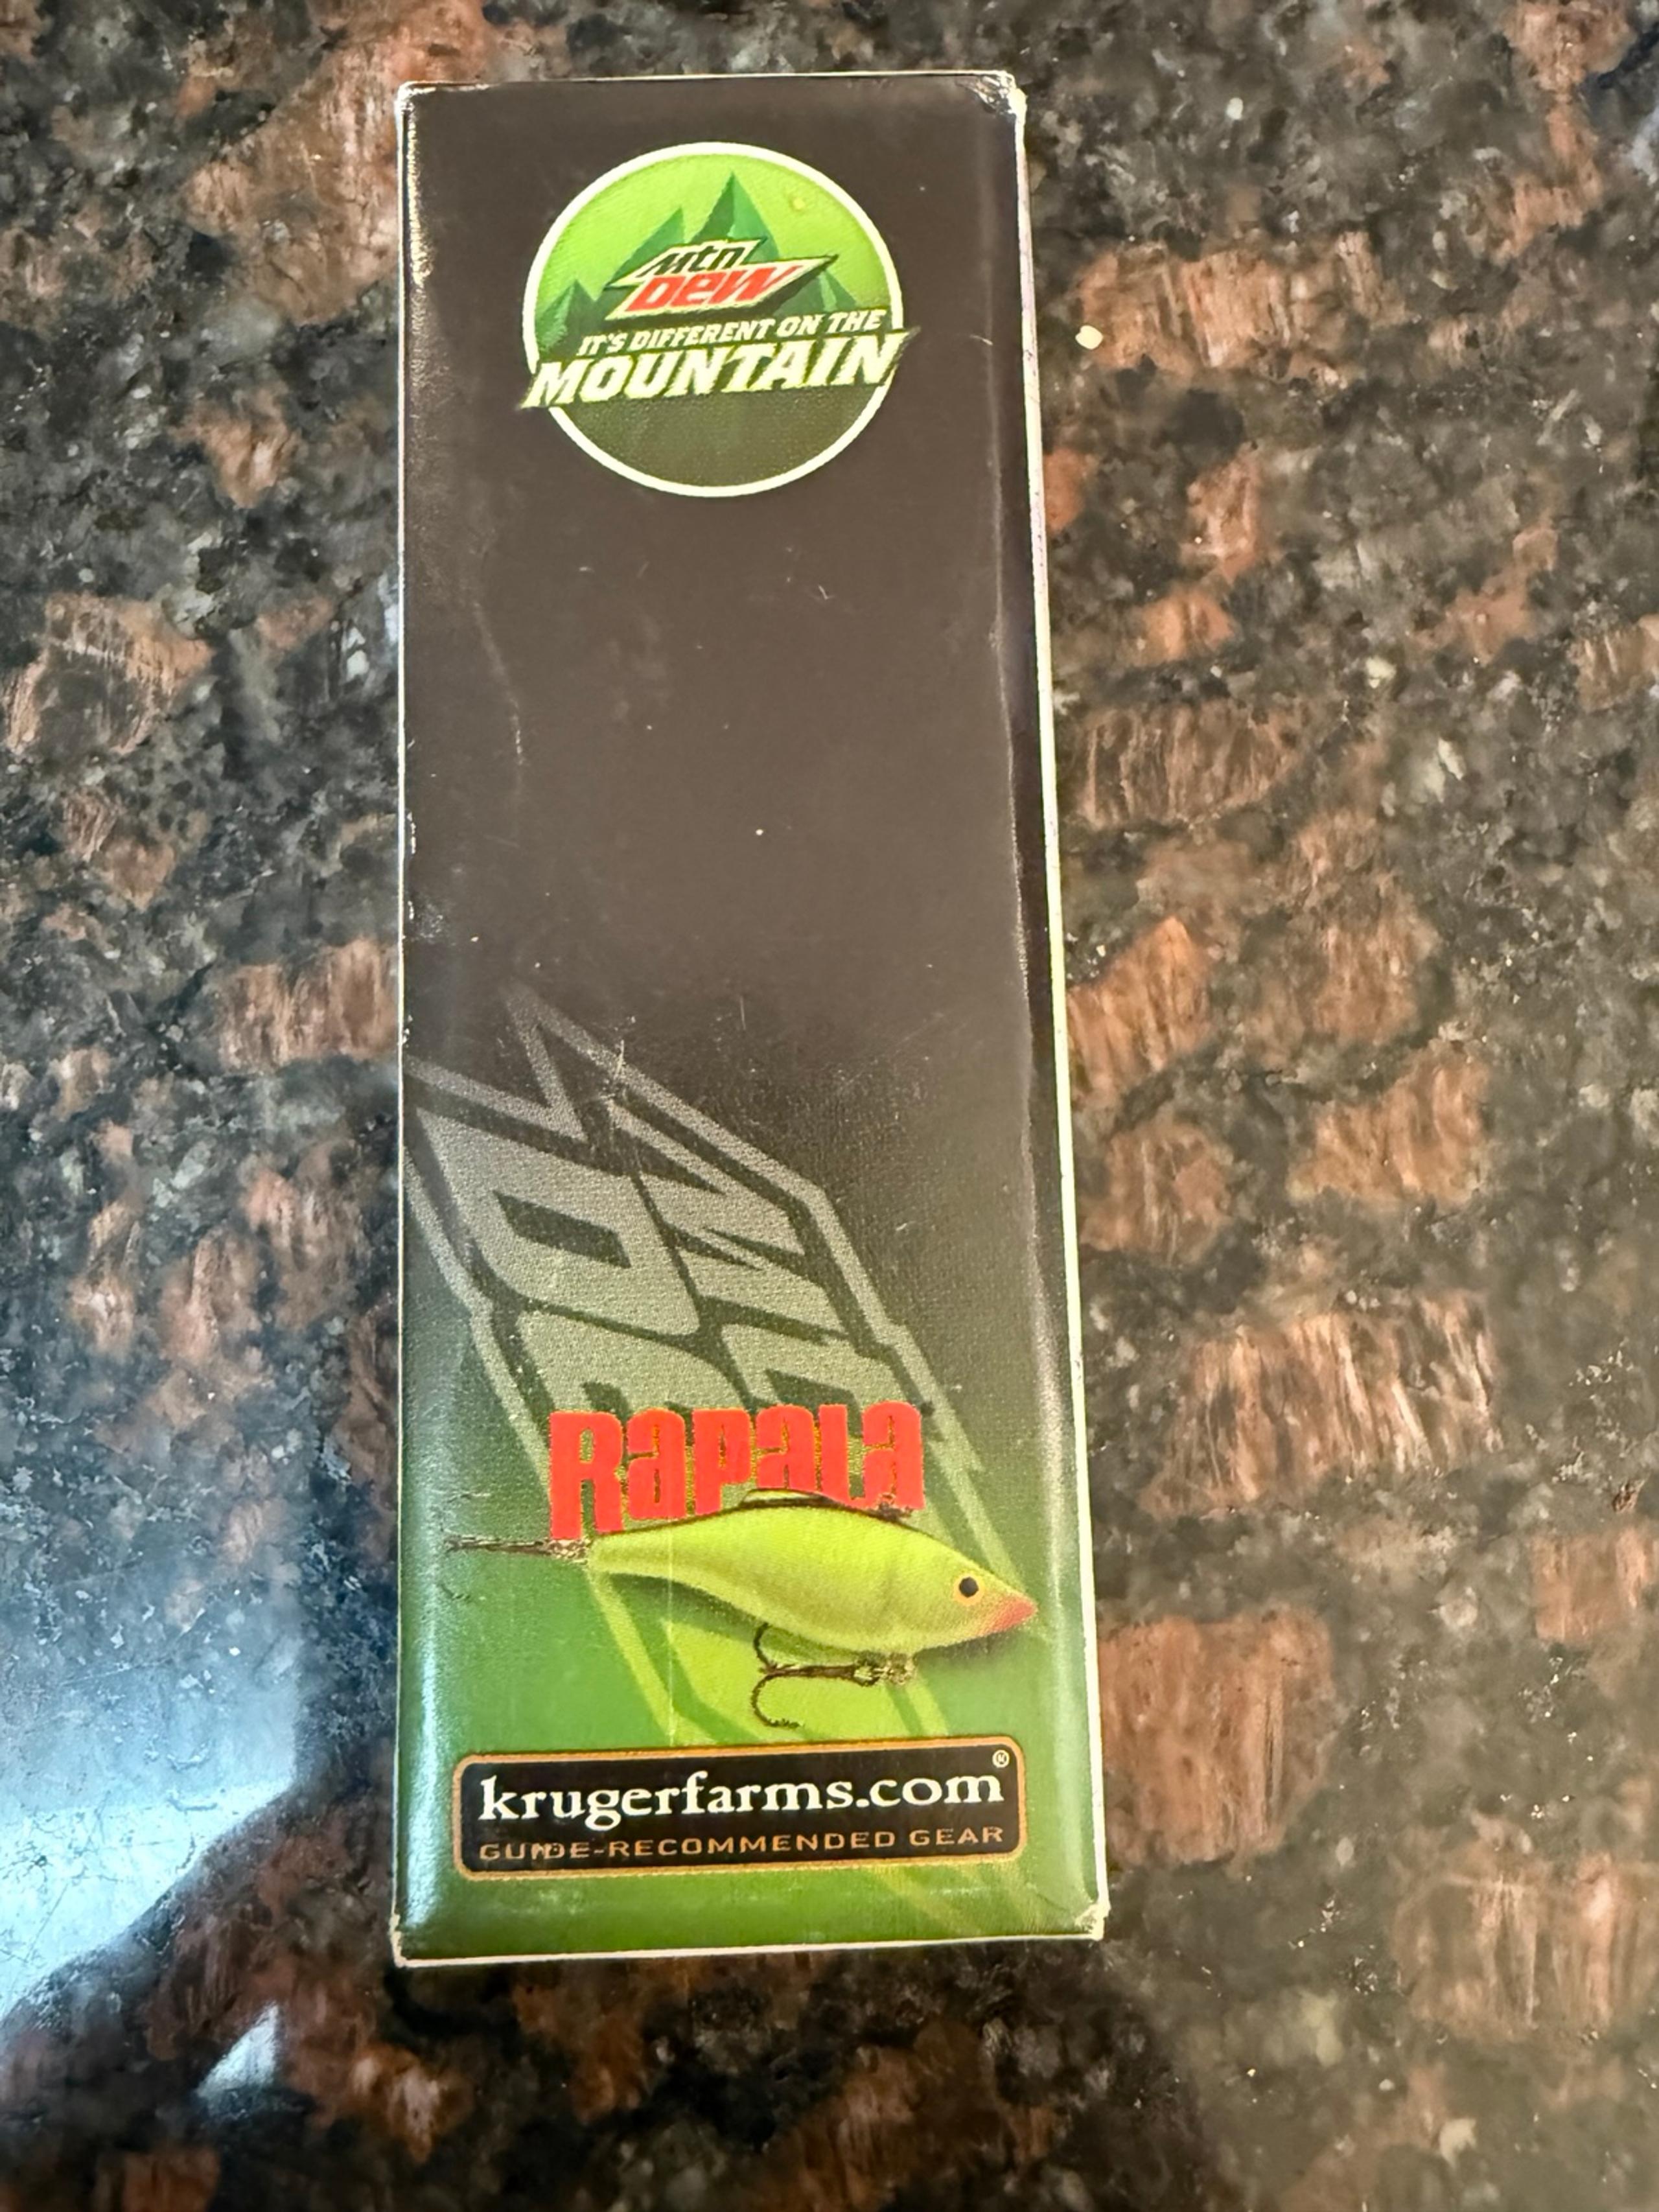 Mtn
DEW
IT'S DIFFERENT ON THE
MOUNTAIN
Rapala
krugerfarms.com®
GUIDE-RECOMMENDED GEAR